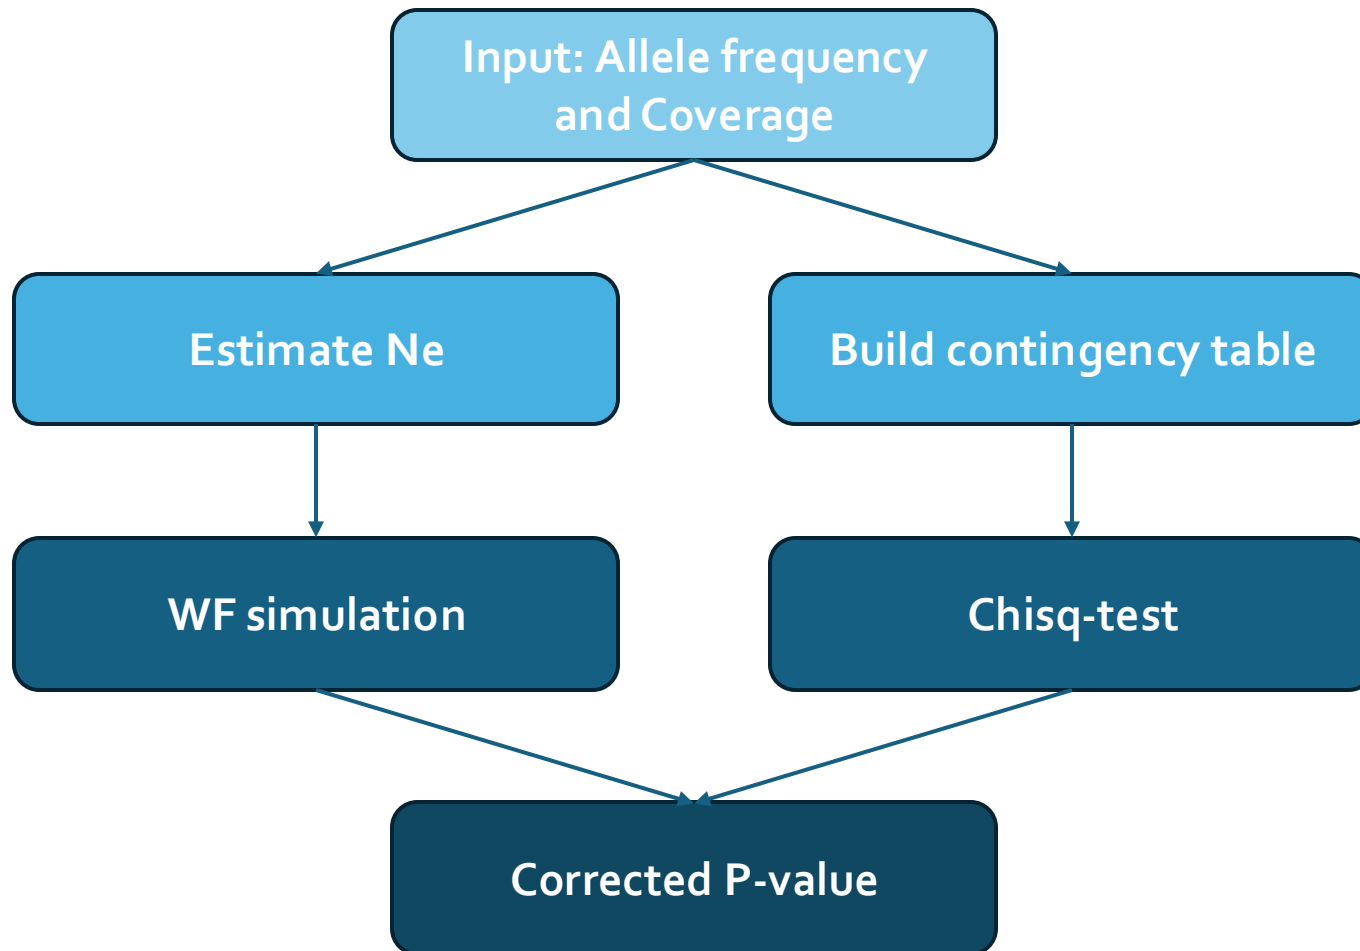 Input: Allele frequency
and Coverage
Estimate Ne
Build contingency table
WF simulation
Chisq-test
Corrected P-value